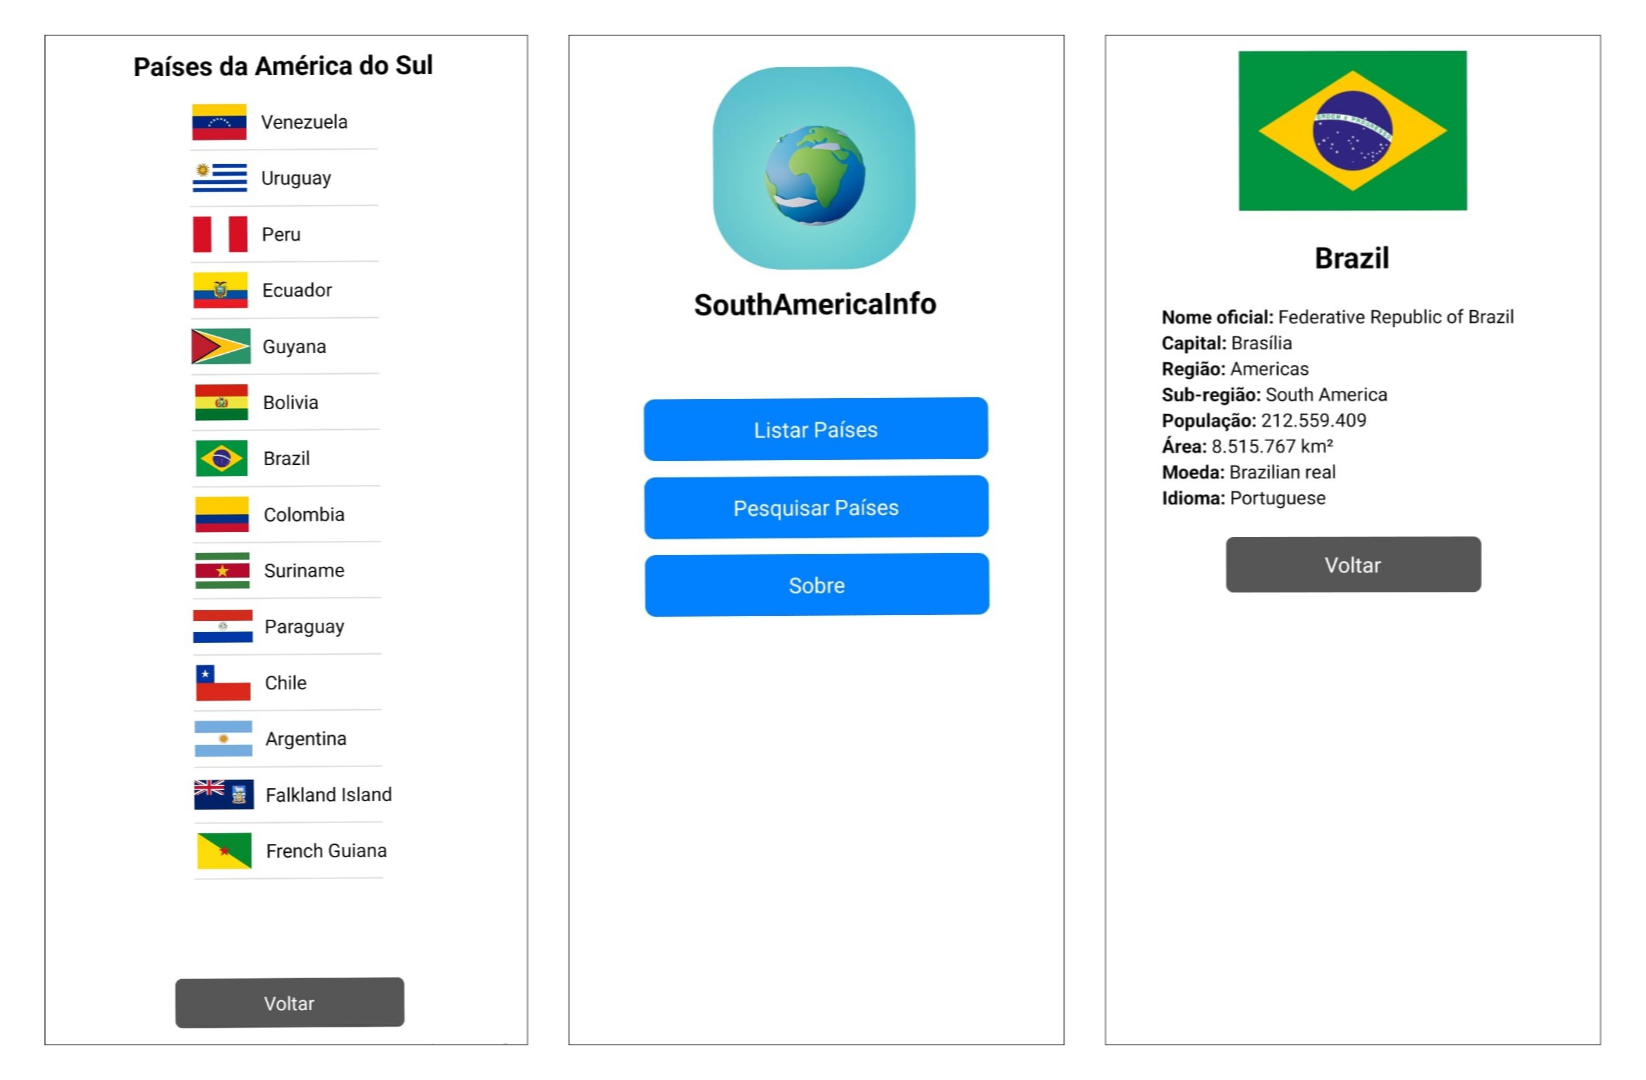 Países da América do Sul
Venezuela
Uruguay
Peru
Ecuador
Guyana
Bolivia
Brazil
Colombia
Suriname
Paraguay
Chile
Argentina
Falkland Island
French Guiana
Voltar
SouthAmericaInfo
Listar Países
Pesquisar Países
Sobre
ORDEM E PROGRESSO
Brazil
Nome oficial: Federative Republic of Brazil
Capital: Brasília
Região: Americas
Sub-região: South America
População: 212.559.409
Área: 8.515.767 km²
Moeda: Brazilian real
Idioma: Portuguese
Voltar